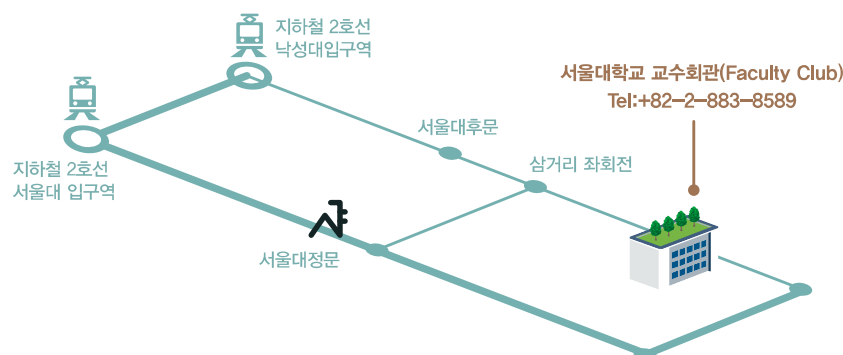 지하철 2호선
낙성대입구역
서울대학교 교수회관(Faculty Club)
Tel:+82-2-883-8589
서울대후문
삼거리 좌회전
지하철 2호선
서울대 입구역
서울대정문